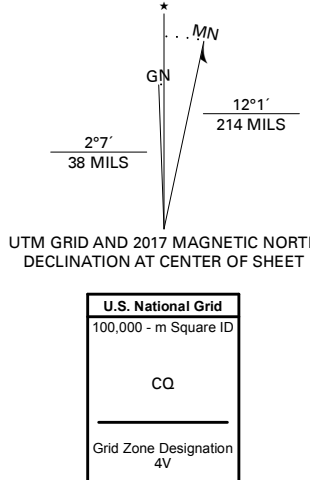 ★
MN
GN
12°1´
214 MILS
2°7´
38 MILS
UTM GRID AND 2017 MAGNETIC NORTH
DECLINATION AT CENTER OF SHEET
U.S. National Grid
100,000 - m Square ID
CQ
Grid Zone Designation
4V